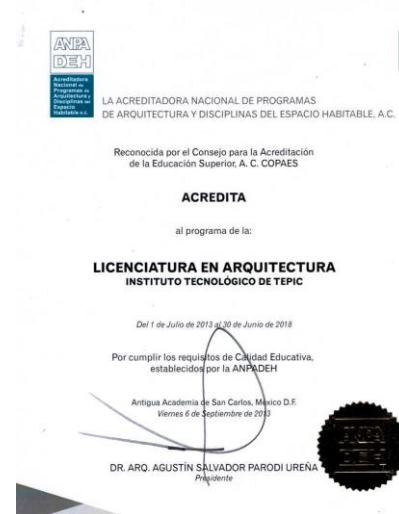 ANPA
DEH
Acreditadora
Nacional de
Programas de
Arquitectura y
Disciplinas del
Espacio
Habitable A.C.
LA ACREDITADORA NACIONAL DE PROGRAMAS
DE ARQUITECTURA Y DISCIPLINAS DEL ESPACIO HABITABLE, A.C.
Reconocida por el Consejo para la Acreditación
de la Educación Superior, A. C. COPAES
ACREDITA
al programa de la:
LICENCIATURA EN ARQUITECTURA
INSTITUTO TECNOLÓGICO DE TEPIC
Del 1 de Julio de 2013 al 30 de Junio de 2018
Por cumplir los requisitos de Calidad Educativa,
establecidos por la ANPADEH
Antigua Academia de San Carlos, México D.F.
Viernes 6 de Septiembre de 2013
DR. ARQ. AGUSTÍN SALVADOR PARODI UREÑA
Presidente
ANPA
DEH